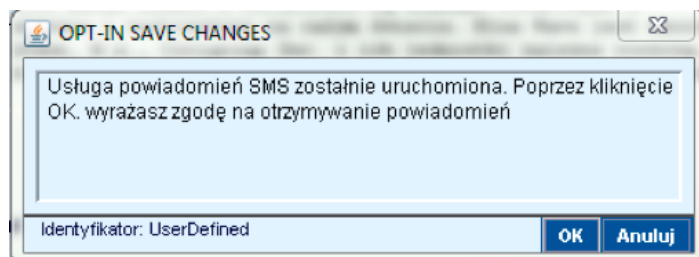 OPT-IN SAVE CHANGES
Usługa powiadomień SMS zostałnie uruchomiona. Poprzez kliknięcie
OK. wyrażasz zgodę na otrzymywanie powiadomień
Identyfikator: UserDefined
OK Anuluj